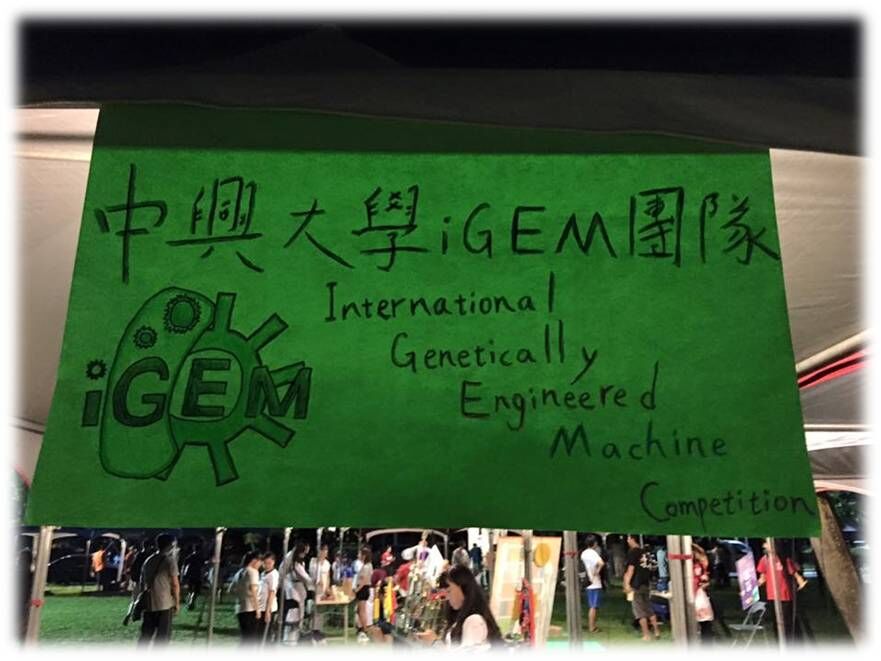 中興大學iGEM團隊
International
Genetically
Engineered
Machine
Competition
iGEM